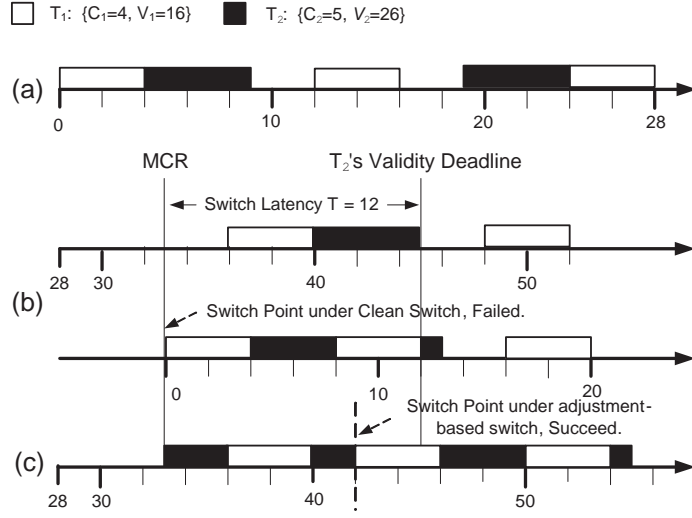 T₁: {C₁=4, V₁=16} T₂: {C₂=5, V₂=26}
(a)
0 10 20 28
MCR T₂'s Validity Deadline
Switch Latency T = 12
28 30 40 50
(b)
Switch Point under Clean Switch, Failed.
0 10 20
Switch Point under adjustment-
based switch, Succeed.
(c)
28 30 40 50